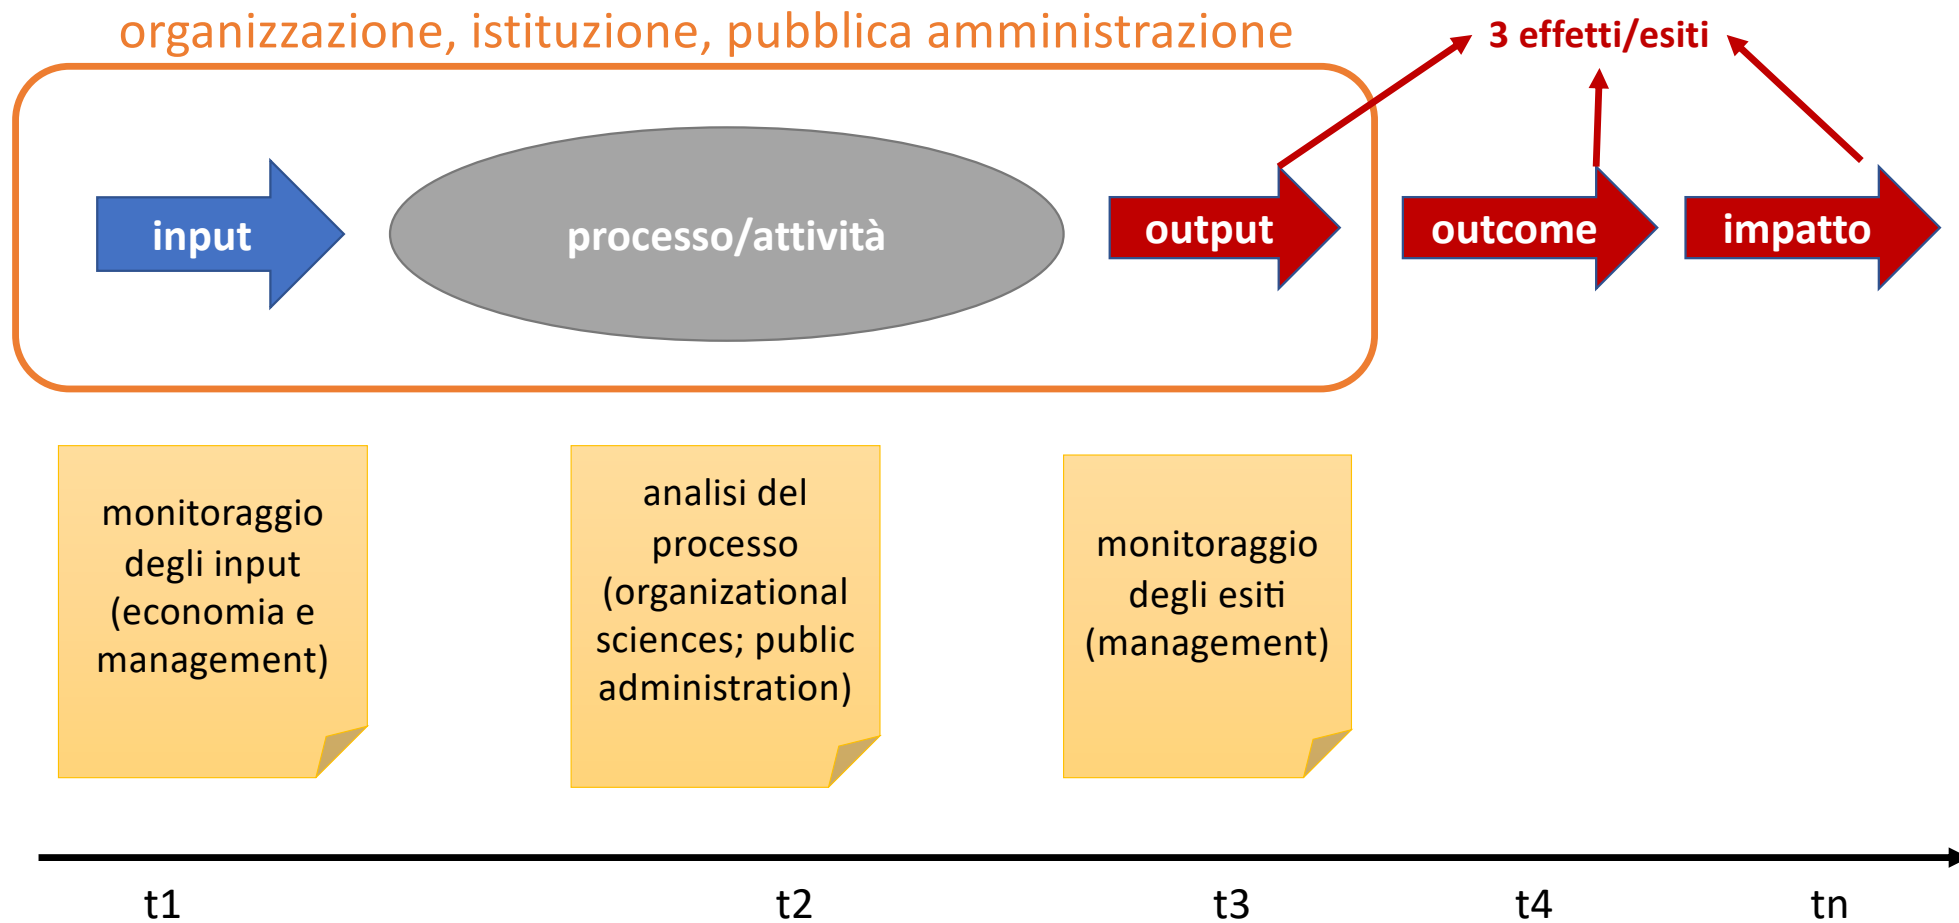 organizzazione, istituzione, pubblica amministrazione
3 effetti/esiti
input
processo/attività
output
outcome
impatto
monitoraggio
degli input
(economia e
management)
analisi del
processo
(organizational
sciences; public
administration)
monitoraggio
degli esiti
(management)
t1
t2
t3
t4
tn